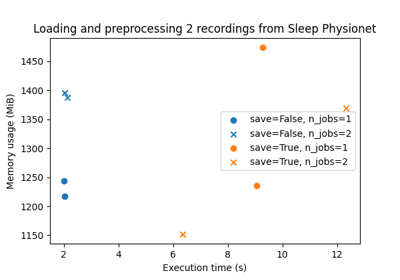 Loading and preprocessing 2 recordings from Sleep Physionet
Memory usage (MiB)
1450
1400
1350
1300
1250
1200
1150
save=False, n_jobs=1
save=False, n_jobs=2
save=True, n_jobs=1
save=True, n_jobs=2
2 4 6 8 10 12
Execution time (s)